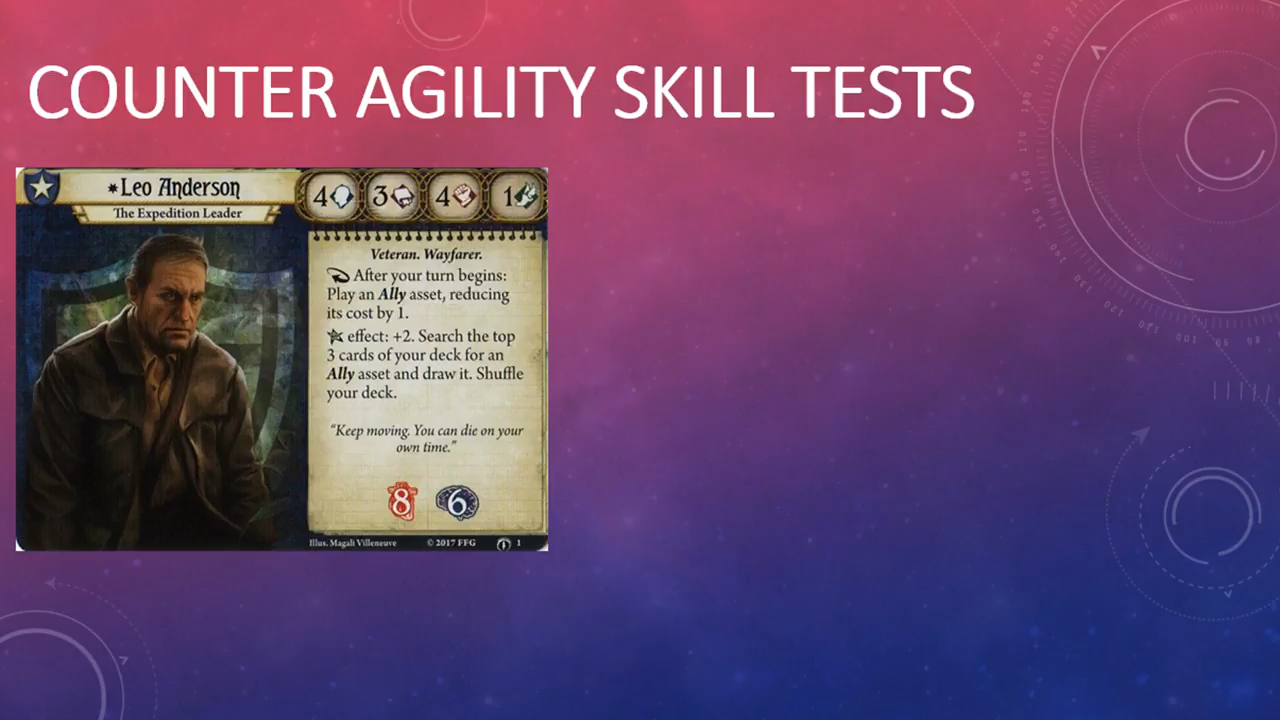 COUNTER AGILITY SKILL TESTS
Leo Anderson
The Expedition Leader
4 3 4 1
Veteran. Wayfarer.
After your turn begins:
Play an Ally asset, reducing
its cost by 1.
effect: +2. Search the top
3 cards of your deck for an
Ally asset and draw it. Shuffle
your deck.
“Keep moving. You can die on your
own time.”
8 6
Illus. Magali Villeneuve © 2017 FFG 1